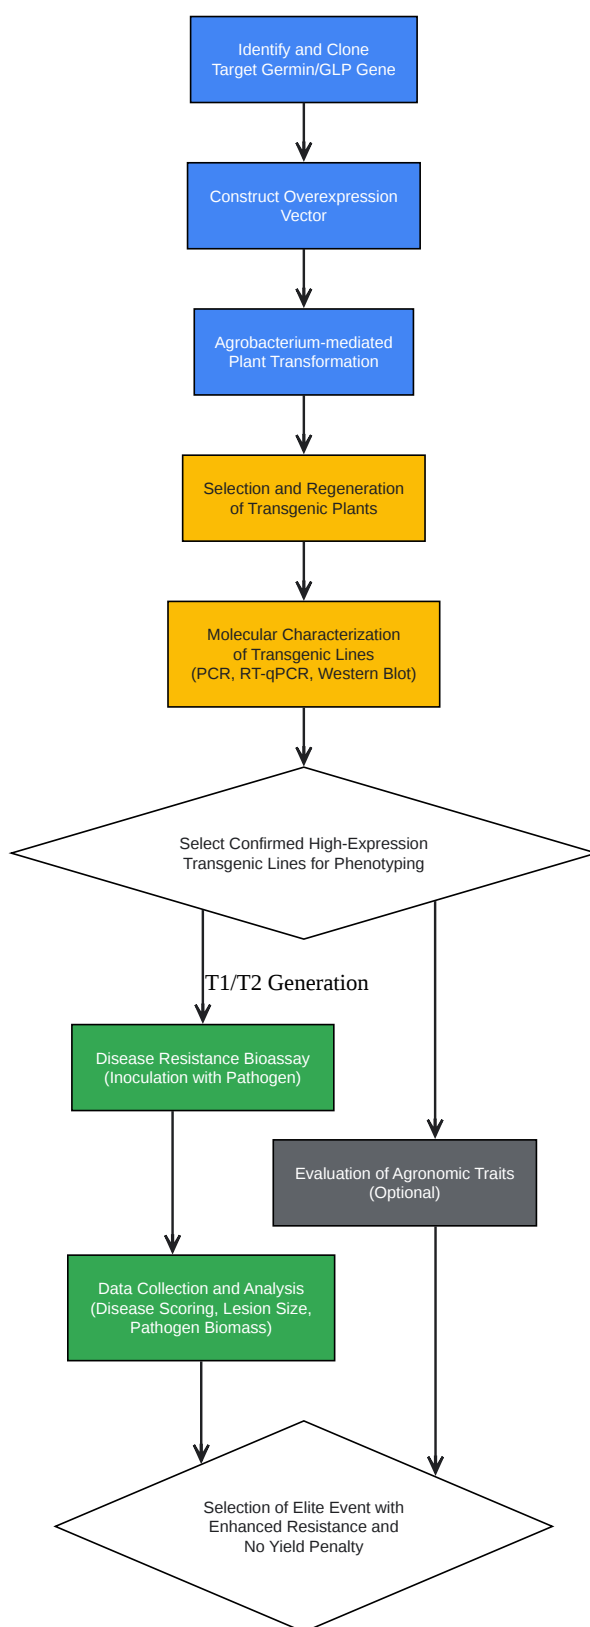 Identify and Clone
Target Germin/GLP Gene
Construct Overexpression
Vector
Agrobacterium-mediated
Plant Transformation
Selection and Regeneration
of Transgenic Plants
Molecular Characterization
of Transgenic Lines
(PCR, RT-qPCR, Western Blot)
Select Confirmed High-Expression
Transgenic Lines for Phenotyping
T1/T2 Generation
Disease Resistance Bioassay
(Inoculation with Pathogen)
Evaluation of Agronomic Traits
(Optional)
Data Collection and Analysis
(Disease Scoring, Lesion Size,
Pathogen Biomass)
Selection of Elite Event with
Enhanced Resistance and
No Yield Penalty